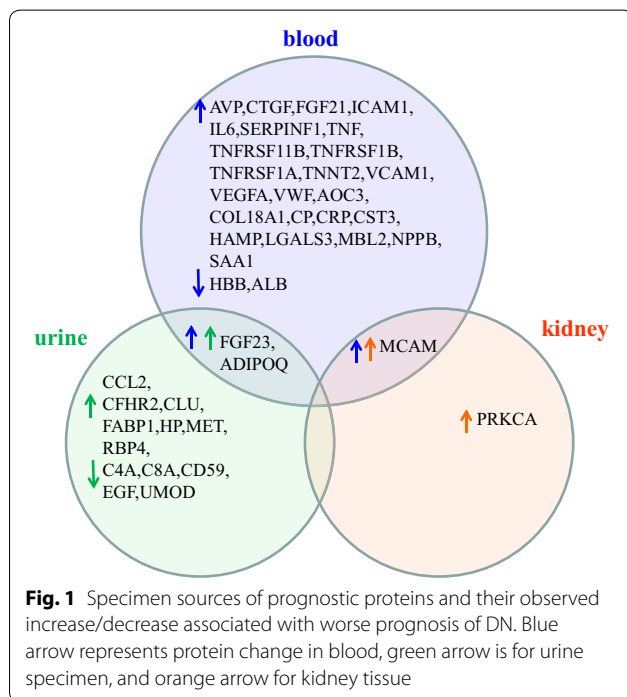 blood
AVP,CTGF,FGF21,ICAM1,
IL6,SERPINF1,TNF,
TNFRSF11B,TNFRSF1B,
TNFRSF1A,TNNT2,VCAM1,
VEGFA,VWF,AOC3,
COL18A1,CP,CRP,CST3,
HAMP,LGALS3,MBL2,NPPB,
SAA1
HBB,ALB
urine
kidney
FGF23,
ADIPOQ
MCAM
CCL2,
CFHR2,CLU,
FABP1,HP,MET,
RBP4,
C4A,C8A,CD59,
EGF,UMOD
PRKCA
Fig. 1 Specimen sources of prognostic proteins and their observed
increase/decrease associated with worse prognosis of DN. Blue
arrow represents protein change in blood, green arrow is for urine
specimen, and orange arrow for kidney tissue